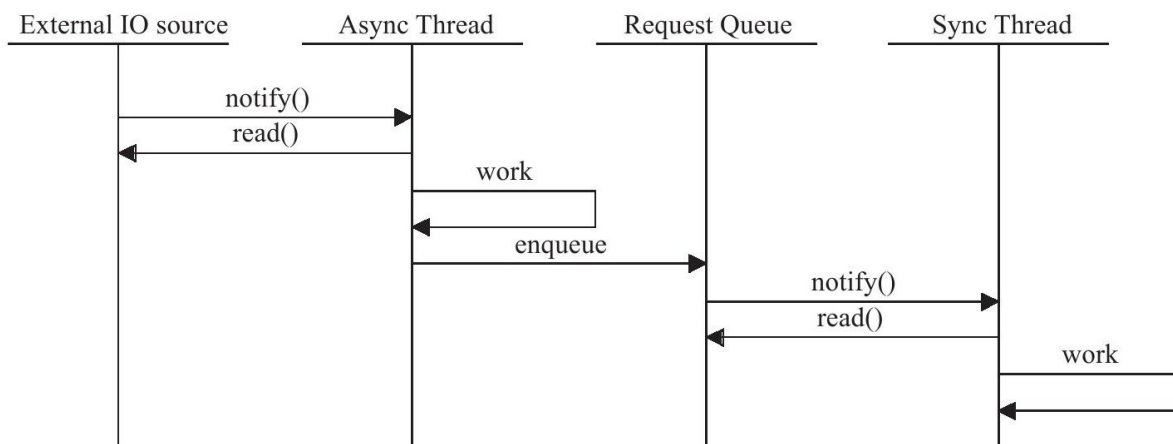 External IO source
Async Thread
Request Queue
Sync Thread
notify()
read()
work
enqueue
notify()
read()
work